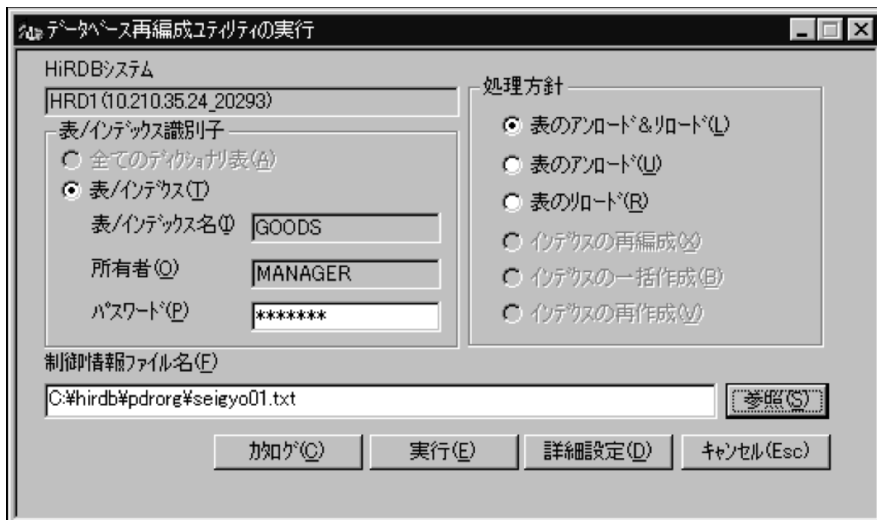 ﾃﾞｰﾀﾍﾞｰｽ再編成ﾕﾃｨﾘﾃｨの実行
HiRDBｼｽﾃﾑ
HRD1(10.210.35.24_20293)
表/ｲﾝﾃﾞｯｸｽ識別子
全てのﾃﾞｨｸｼｮﾅﾘ表(A)
表/ｲﾝﾃﾞｸｽ(T)
表/ｲﾝﾃﾞｯｸｽ名(I)
GOODS
所有者(O)
MANAGER
ﾊﾟｽﾜｰﾄﾞ(P)
*******
処理方針
表のｱﾝﾛｰﾄﾞ&ﾘﾛｰﾄﾞ(L)
表のｱﾝﾛｰﾄﾞ(U)
表のﾘﾛｰﾄﾞ(R)
ｲﾝﾃﾞｸｽの再編成(X)
ｲﾝﾃﾞｸｽの一括作成(B)
ｲﾝﾃﾞｸｽの再作成(V)
制御情報ﾌｧｲﾙ名(F)
C:¥hirdb¥pdrorg¥seigyo01.txt
参照(S)
ｶﾀﾛｸﾞ(C)
実行(E)
詳細設定(D)
ｷｬﾝｾﾙ(Esc)